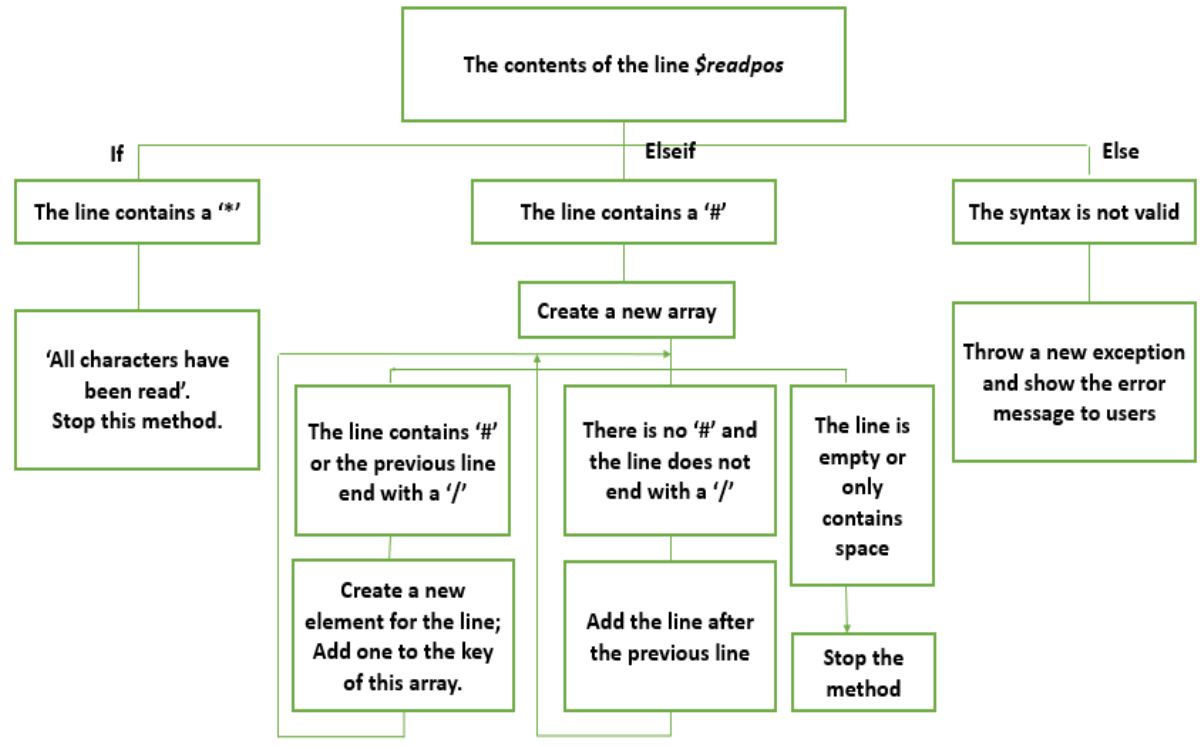 The contents of the line $readpos
If
Elseif
Else
The line contains a ‘*’
The line contains a ‘#’
The syntax is not valid
Create a new array
‘All characters have
been read’.
Stop this method.
Throw a new exception
and show the error
message to users
The line contains ‘#’
or the previous line
end with a ‘/’
There is no ‘#’ and
the line does not
end with a ‘/’
The line is
empty or
only
contains
space
Create a new
element for the line;
Add one to the key
of this array.
Add the line after
the previous line
Stop the
method